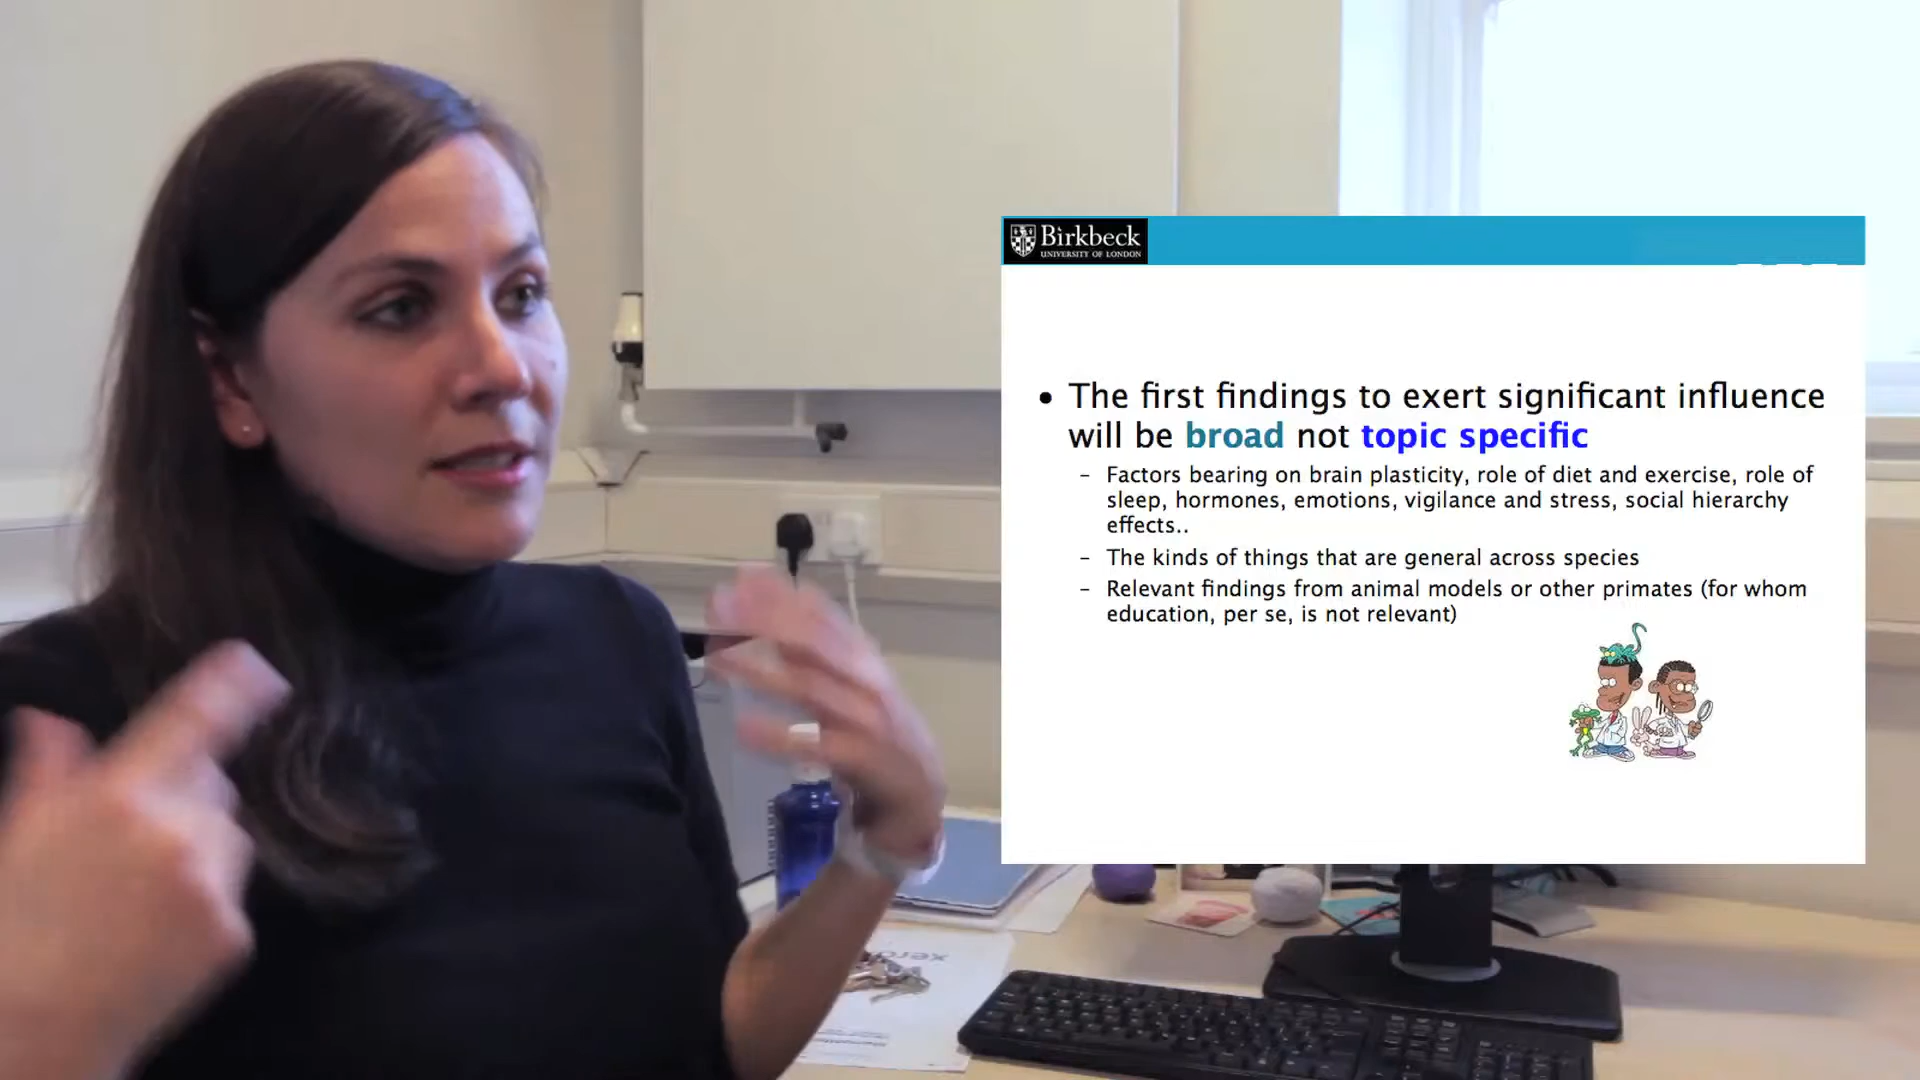 Birkbeck
UNIVERSITY OF LONDON
• The first findings to exert significant influence
will be broad not topic specific
– Factors bearing on brain plasticity, role of diet and exercise, role of
sleep, hormones, emotions, vigilance and stress, social hierarchy
effects..
– The kinds of things that are general across species
– Relevant findings from animal models or other primates (for whom
education, per se, is not relevant)
xero